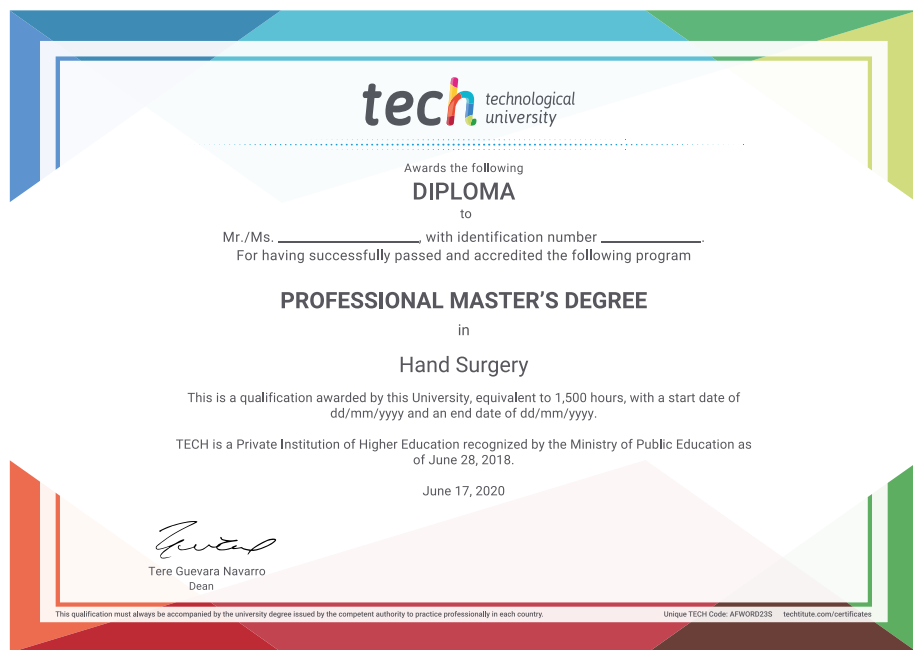 tech technological
university
Awards the following
DIPLOMA
to
Mr./Ms. ____________________, with identification number ______________.
For having successfully passed and accredited the following program
PROFESSIONAL MASTER'S DEGREE
in
Hand Surgery
This is a qualification awarded by this University, equivalent to 1,500 hours, with a start date of
dd/mm/yyyy and an end date of dd/mm/yyyy.
TECH is a Private Institution of Higher Education recognized by the Ministry of Public Education as
of June 28, 2018.
June 17, 2020
Tere Guevara Navarro
Dean
This qualification must always be accompanied by the university degree issued by the competent authority to practice professionally in each country. Unique TECH Code: AFWORD23S techtitute.com/certificates